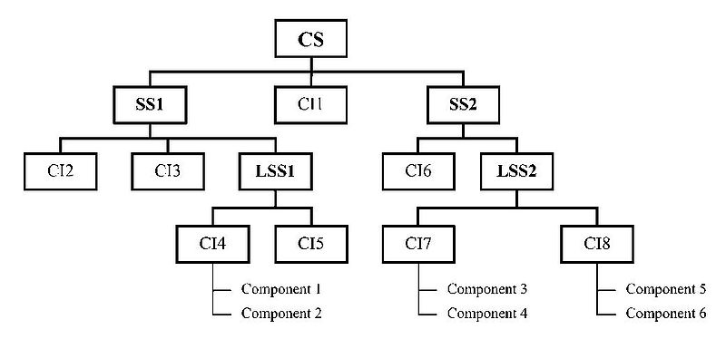 CS
SS1
CI1
SS2
CI2
CI3
LSS1
CI6
LSS2
CI4
CI5
CI7
CI8
Component 1
Component 3
Component 5
Component 2
Component 4
Component 6